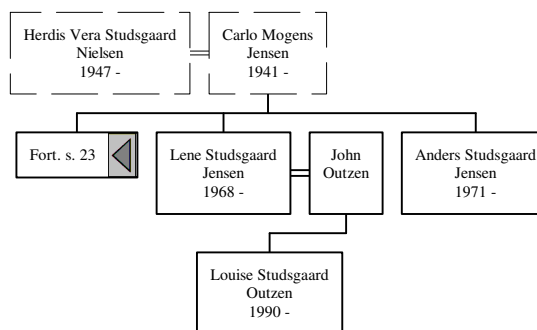 Herdis Vera Studsgaard
Nielsen
1947 -
Carlo Mogens
Jensen
1941 -
Fort. s. 23
Lene Studsgaard
Jensen
1968 -
John
Outzen
Anders Studsgaard
Jensen
1971 -
Louise Studsgaard
Outzen
1990 -